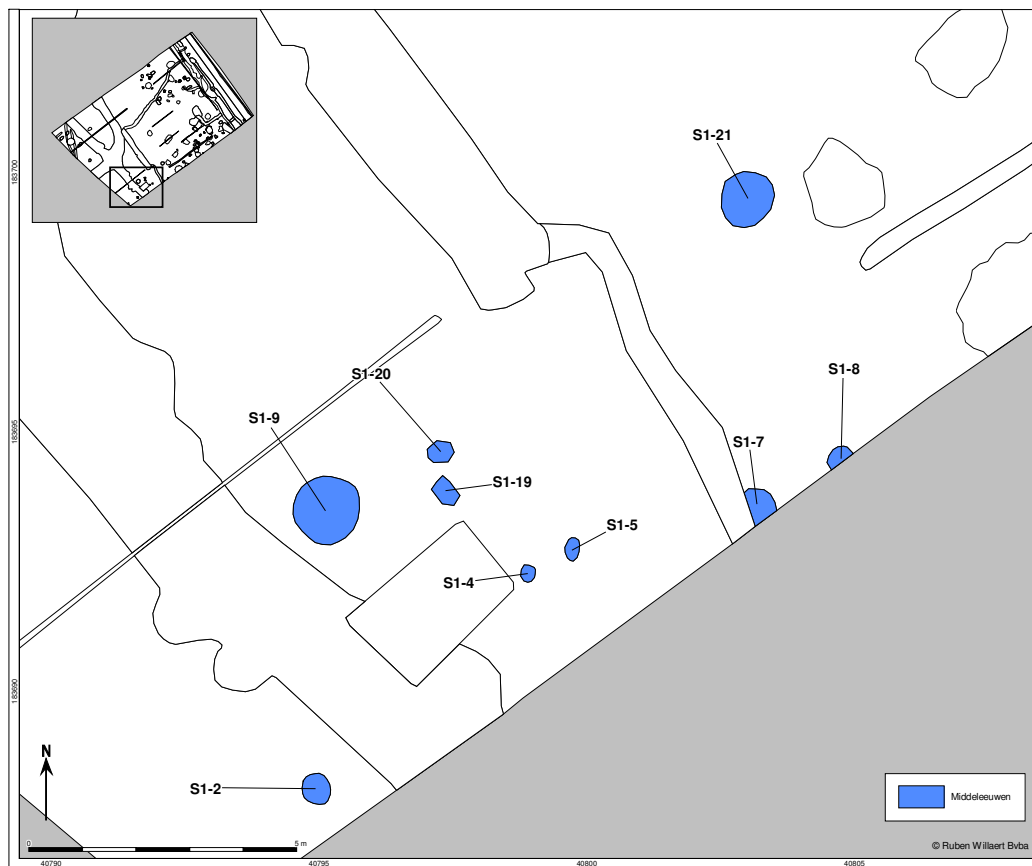 S1-21
183700
S1-8
S1-20
S1-9
183695
S1-7
S1-19
S1-5
S1-4
183690
N
S1-2
Middeleeuwen
0
5 m
© Ruben Willaert Bvba
40790
40795
40800
40805